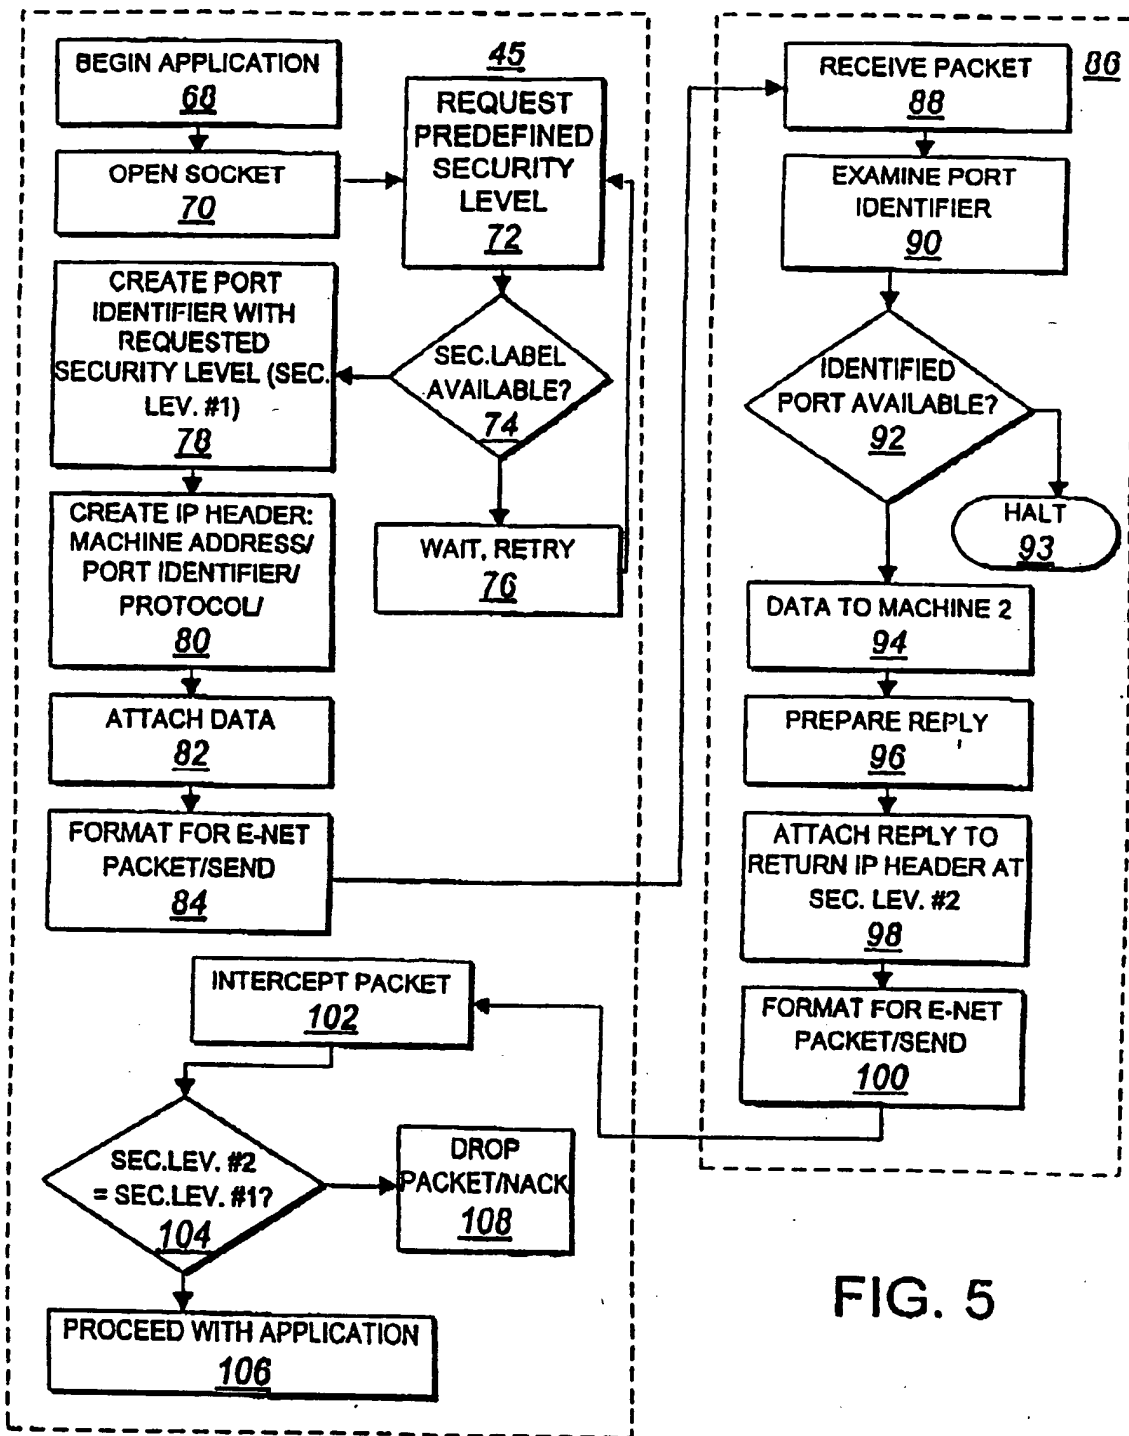 BEGIN APPLICATION
68
OPEN SOCKET
70
45
REQUEST
PREDEFINED
SECURITY
LEVEL
72
SEC.LABEL
AVAILABLE?
74
WAIT, RETRY
76
CREATE PORT
IDENTIFIER WITH
REQUESTED
SECURITY LEVEL (SEC.
LEV. #1)
78
CREATE IP HEADER:
MACHINE ADDRESS/
PORT IDENTIFIER/
PROTOCOL/
80
ATTACH DATA
82
FORMAT FOR E-NET
PACKET/SEND
84
86
RECEIVE PACKET
88
EXAMINE PORT
IDENTIFIER
90
IDENTIFIED
PORT AVAILABLE?
92
HALT
93
DATA TO MACHINE 2
94
PREPARE REPLY
96
ATTACH REPLY TO
RETURN IP HEADER AT
SEC. LEV. #2
98
FORMAT FOR E-NET
PACKET/SEND
100
INTERCEPT PACKET
102
SEC.LEV. #2
= SEC.LEV. #1?
104
DROP
PACKET/NACK
108
PROCEED WITH APPLICATION
106
FIG. 5